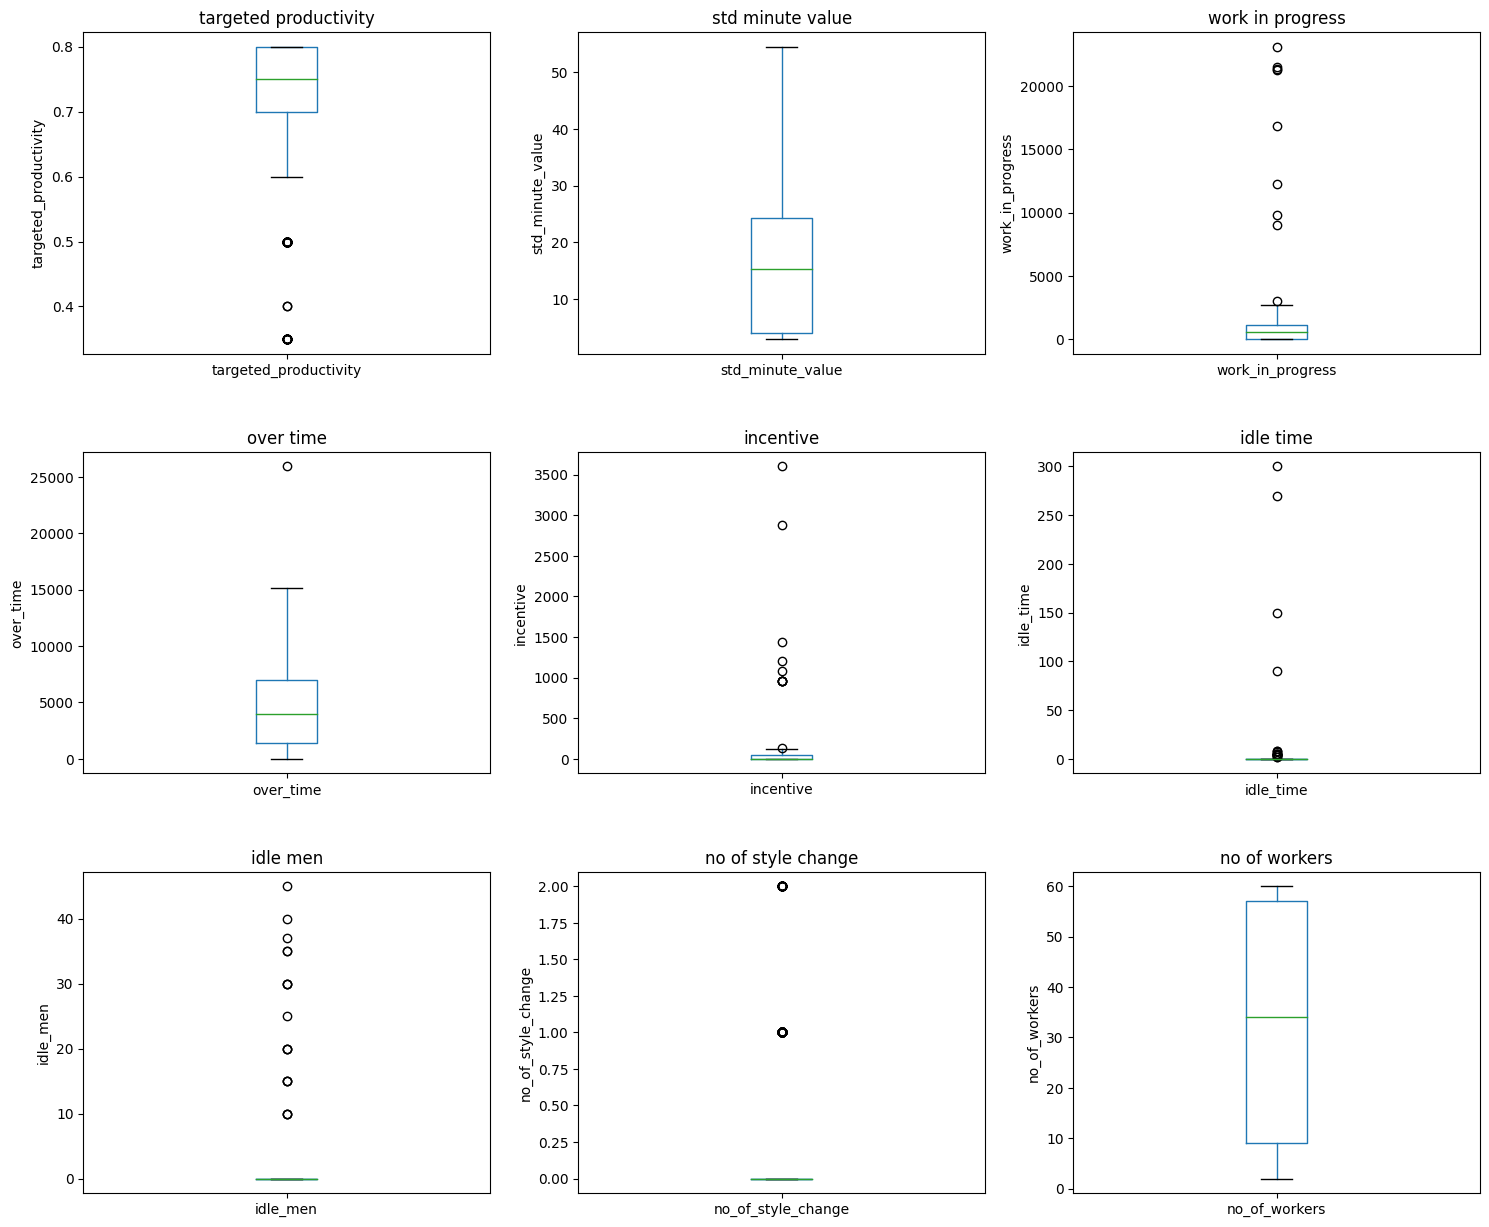 targeted productivity
targeted_productivity
0.8
0.7
0.6
0.5
0.4
targeted_productivity
std minute value
std_minute_value
50
40
30
20
10
std_minute_value
work in progress
work_in_progress
20000
15000
10000
5000
0
work_in_progress
over time
over_time
25000
20000
15000
10000
5000
0
over_time
incentive
incentive
3500
3000
2500
2000
1500
1000
500
0
incentive
idle time
idle_time
300
250
200
150
100
50
0
idle_time
idle men
idle_men
40
30
20
10
0
idle_men
no of style change
no_of_style_change
2.00
1.75
1.50
1.25
1.00
0.75
0.50
0.25
0.00
no_of_style_change
no of workers
no_of_workers
60
50
40
30
20
10
0
no_of_workers